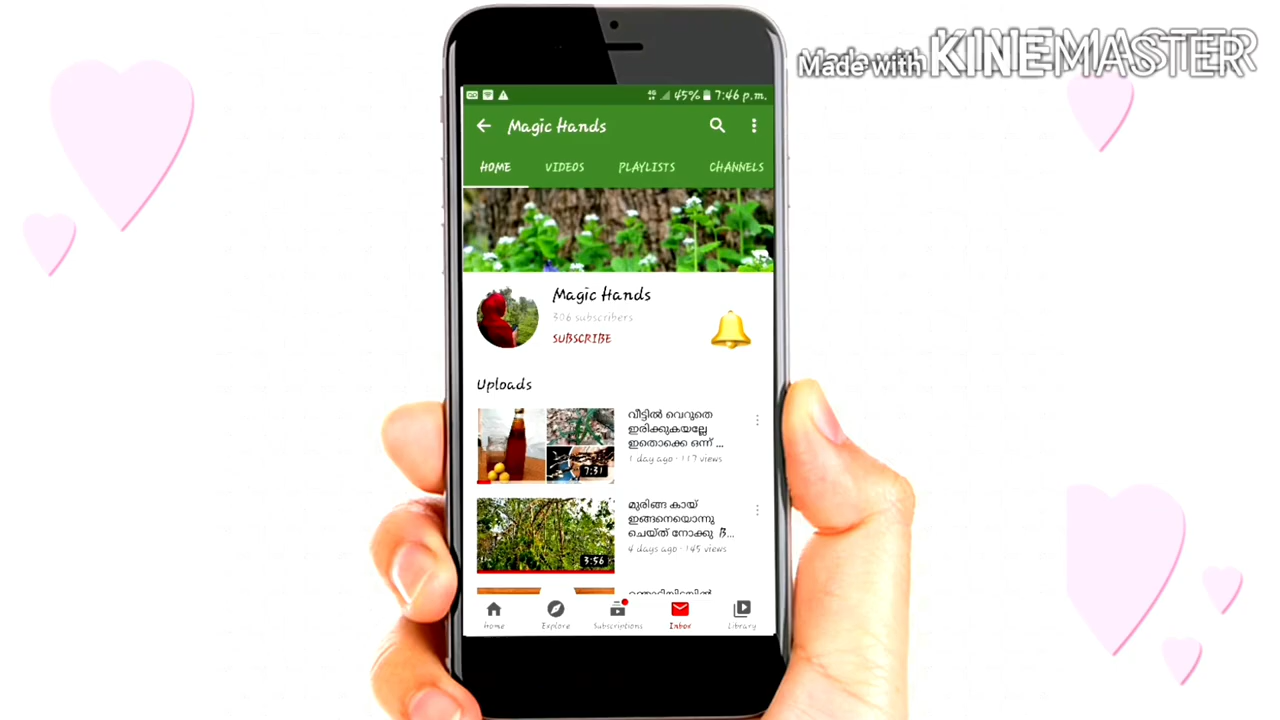 Made with KINEMASTER
45% 7:46 p.m.
Magic Hands
HOME VIDEOS PLAYLISTS CHANNELS
Magic Hands
306 subscribers
SUBSCRIBE
Uploads
വീട്ടിൽ വെറുതെ
ഇരിക്കുകയല്ലേ
ഇതൊക്കെ ഒന്ന് ...
1 day ago · 117 views
7:31
മുരിങ്ങ കായ്
ഇങ്ങനെയൊന്നു
ചെയ്ത് നോക്കു B...
4 days ago · 145 views
3:56
Home Explore Subscriptions Inbox Library